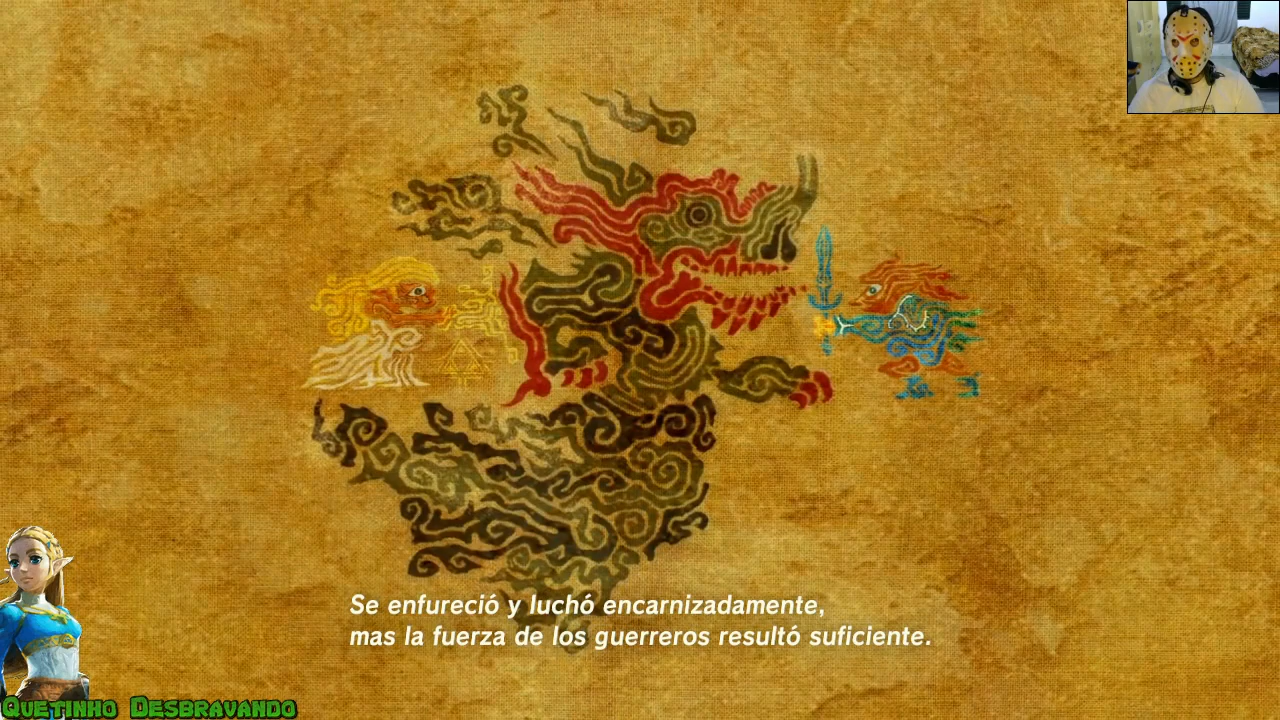 Se enfureció y luchó encarnizadamente,
mas la fuerza de los guerreros resultó suficiente.
Quetinho Desbravando